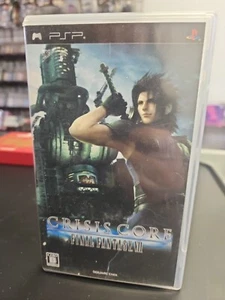 PSP
CRISIS CORE
FINAL FANTASY VII
SQUARE ENIX